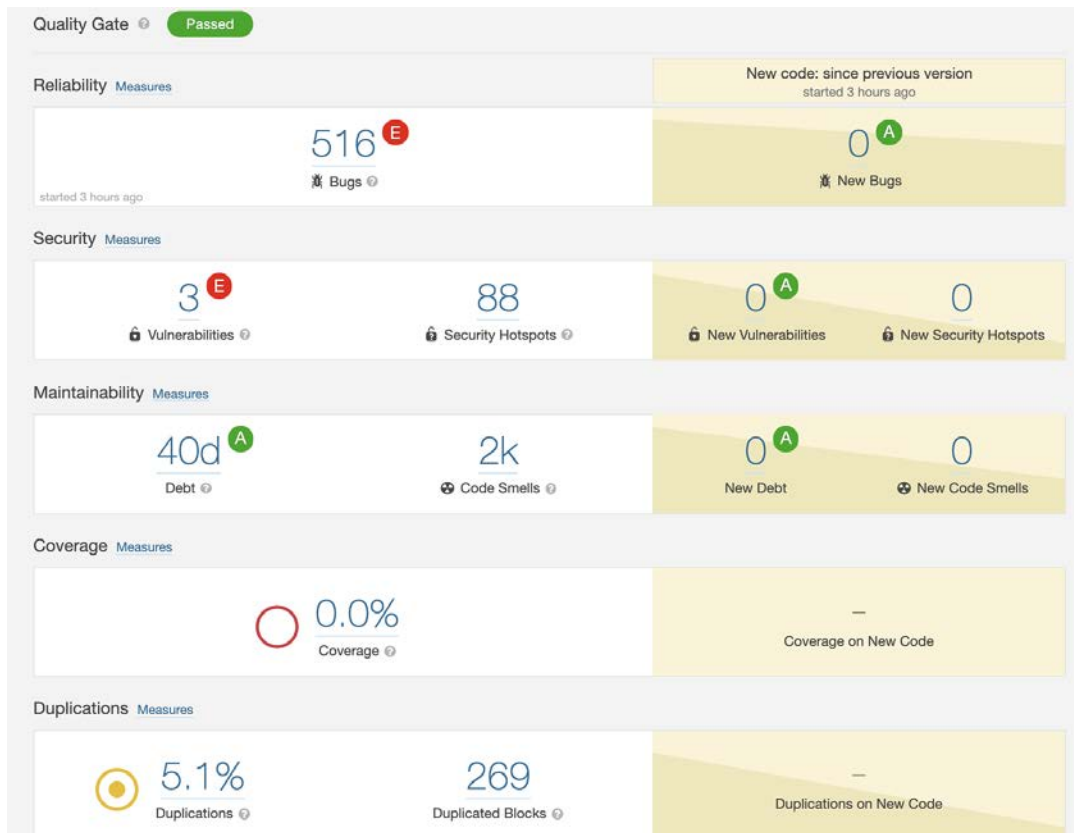 Quality Gate ? Passed
Reliability Measures
New code: since previous version
started 3 hours ago
516 E
Bugs ?
started 3 hours ago
0 A
New Bugs
Security Measures
3 E
Vulnerabilities ?
88
Security Hotspots ?
0 A
New Vulnerabilities
0
New Security Hotspots
Maintainability Measures
40d A
Debt ?
2k
Code Smells ?
0 A
New Debt
0
New Code Smells
Coverage Measures
0.0%
Coverage ?
–
Coverage on New Code
Duplications Measures
5.1%
Duplications ?
269
Duplicated Blocks ?
–
Duplications on New Code